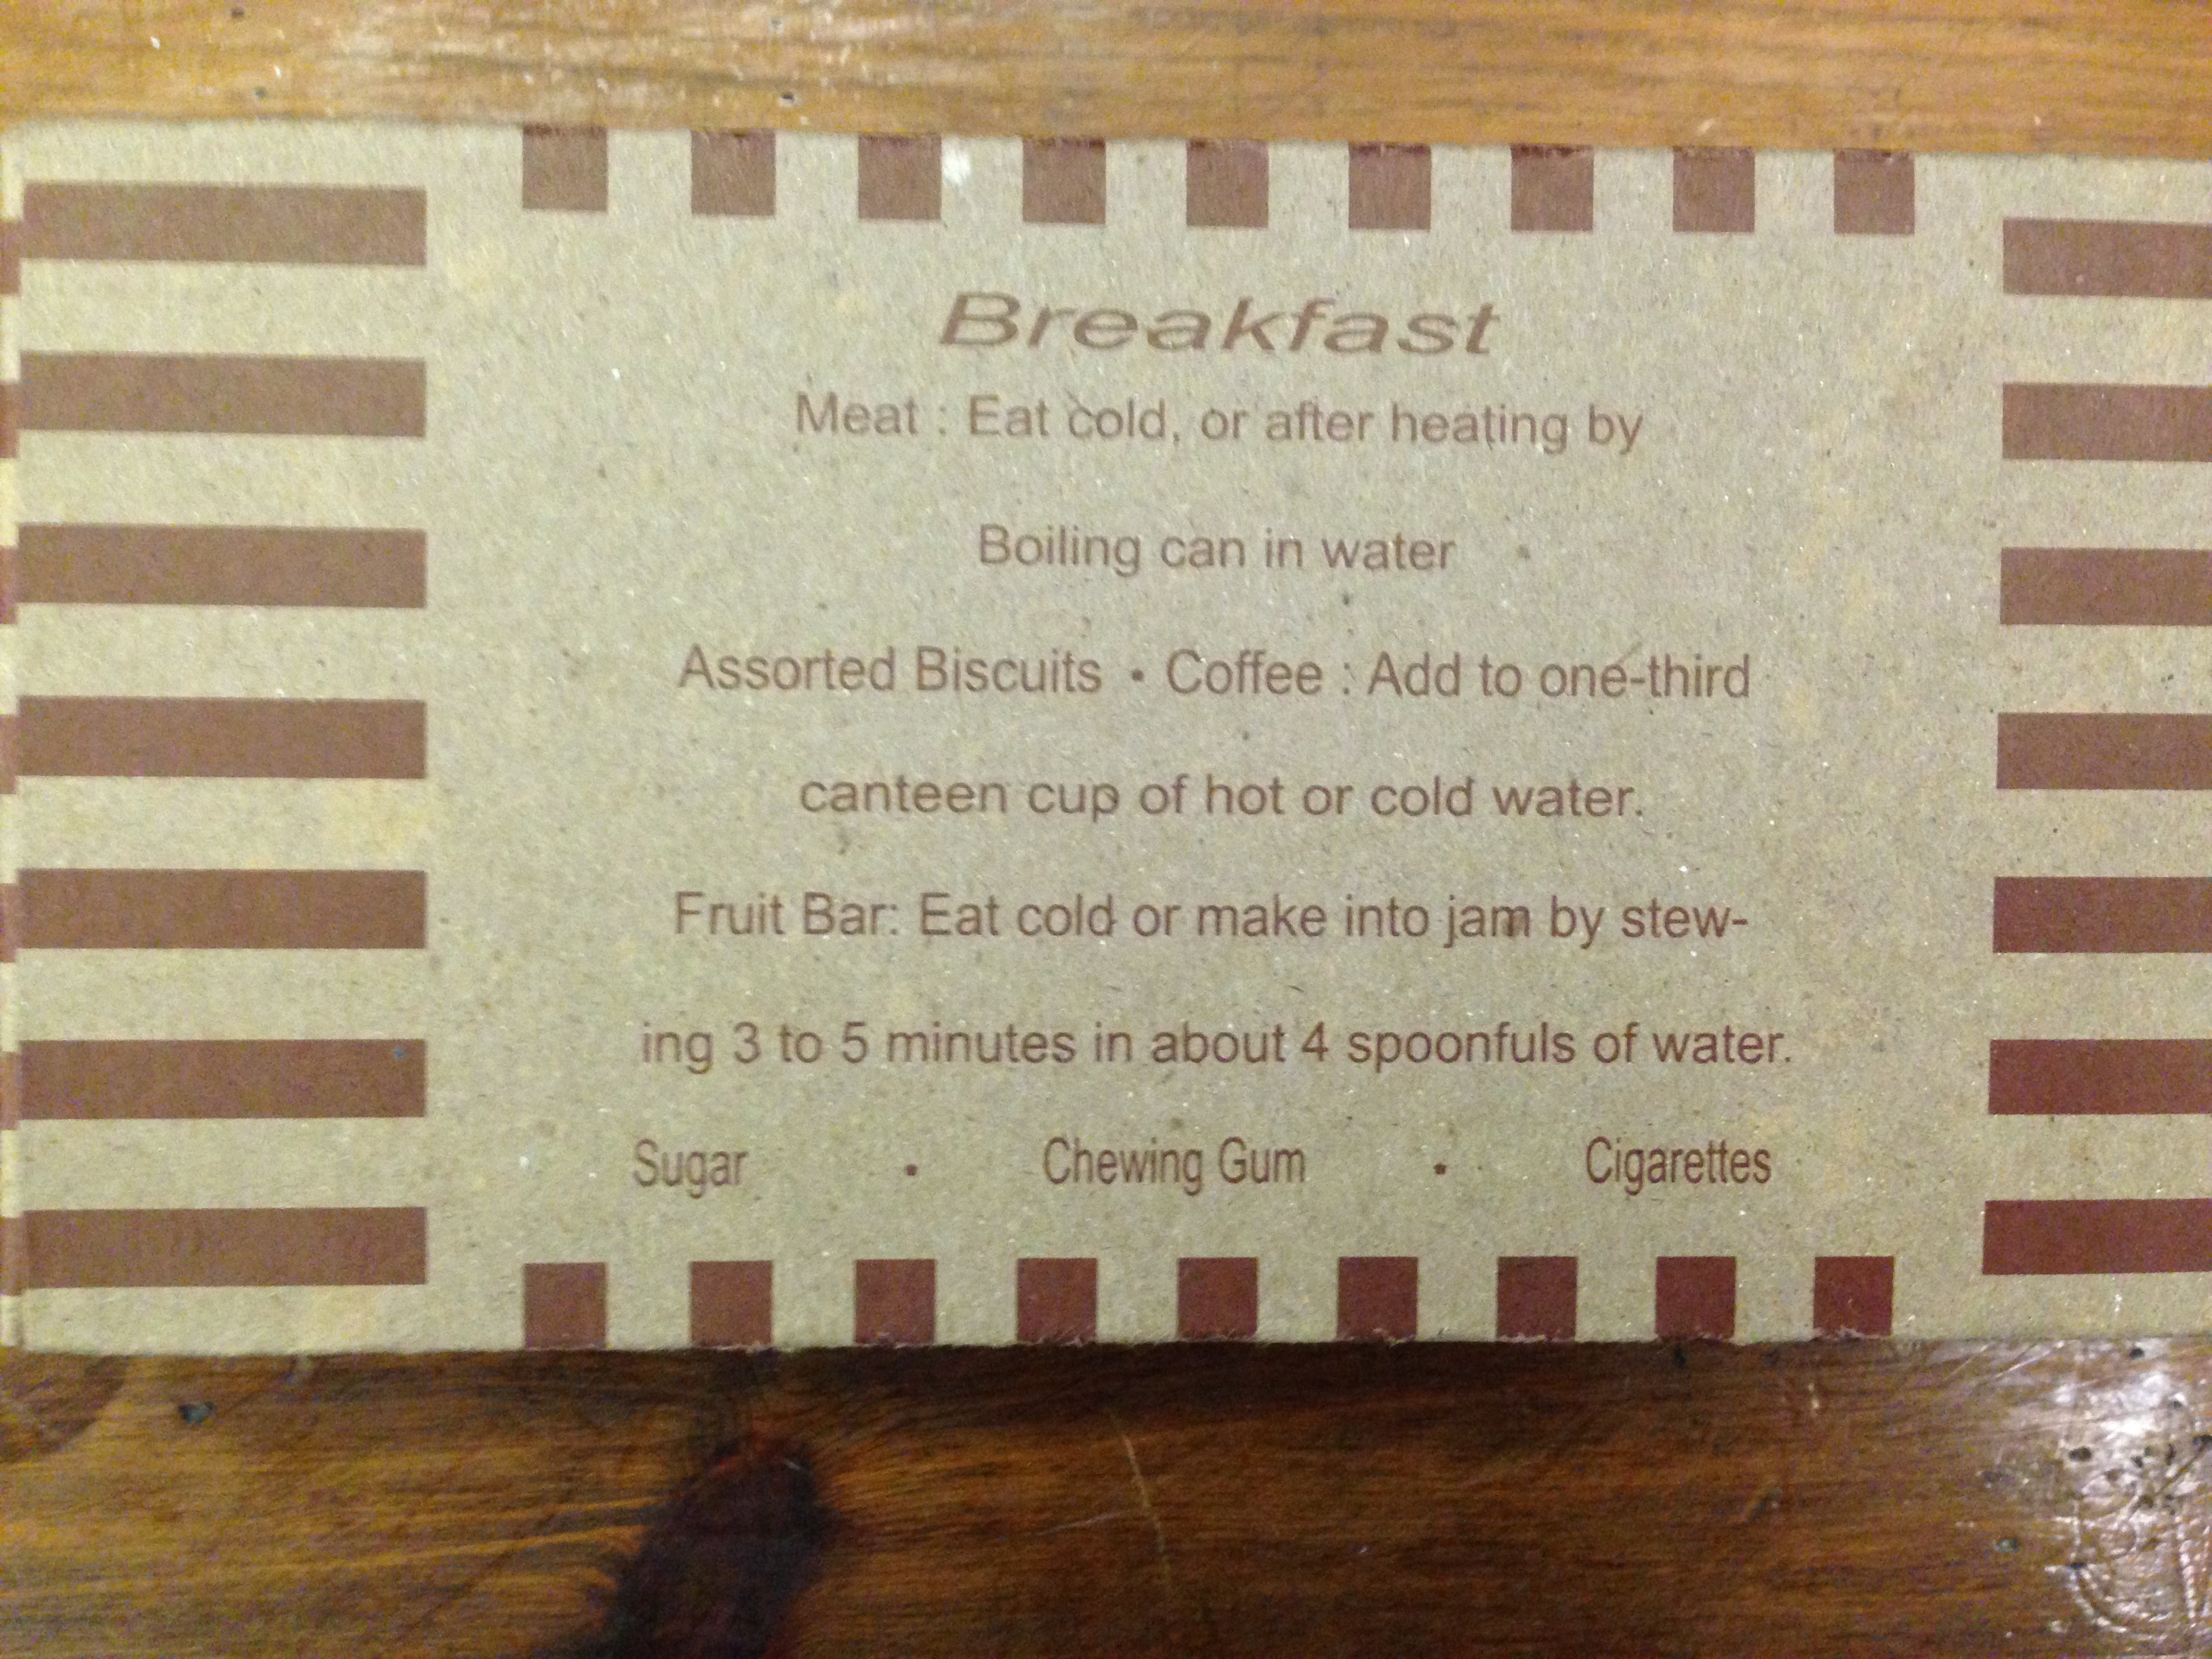 Breakfast
Meat : Eat cold, or after heating by
Boiling can in water
Assorted Biscuits • Coffee : Add to one-third
canteen cup of hot or cold water.
Fruit Bar: Eat cold or make into jam by stew-
ing 3 to 5 minutes in about 4 spoonfuls of water.
Sugar • Chewing Gum • Cigarettes